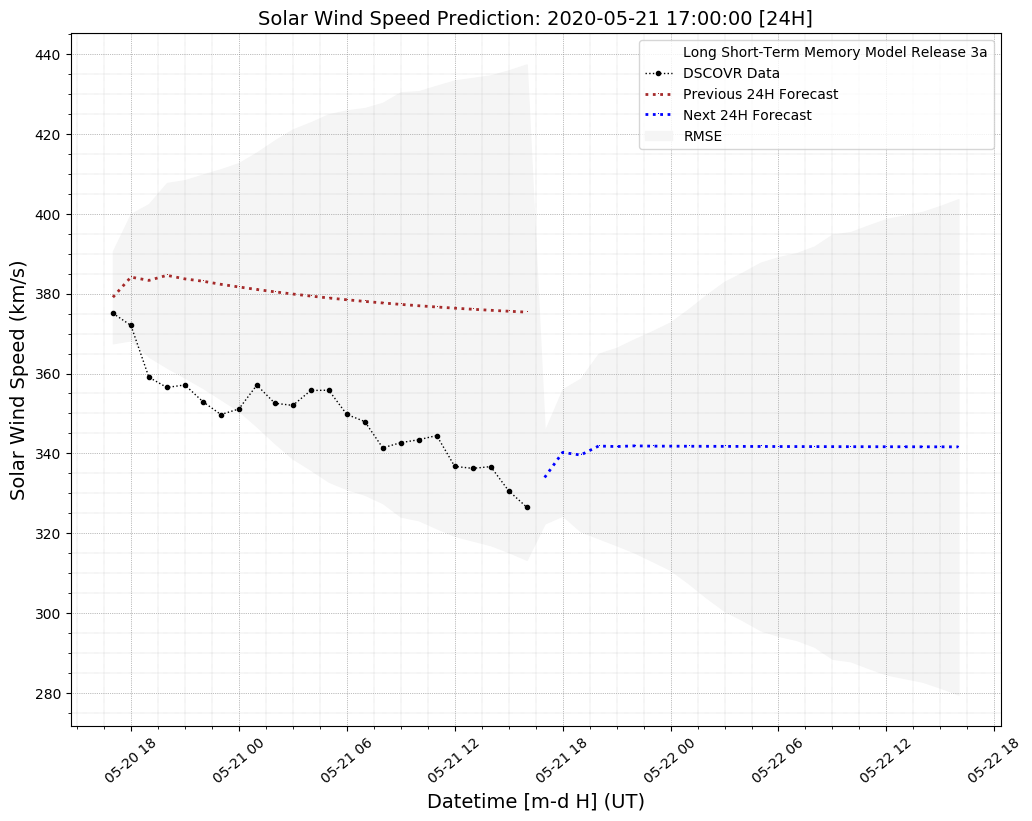 Solar Wind Speed Prediction: 2020-05-21 17:00:00 [24H]
Long Short-Term Memory Model Release 3a
DSCOVR Data
Previous 24H Forecast
Next 24H Forecast
RMSE
Solar Wind Speed (km/s)
440
420
400
380
360
340
320
300
280
05-20 18
05-21 00
05-21 06
05-21 12
05-21 18
05-22 00
05-22 06
05-22 12
05-22 18
Datetime [m-d H] (UT)